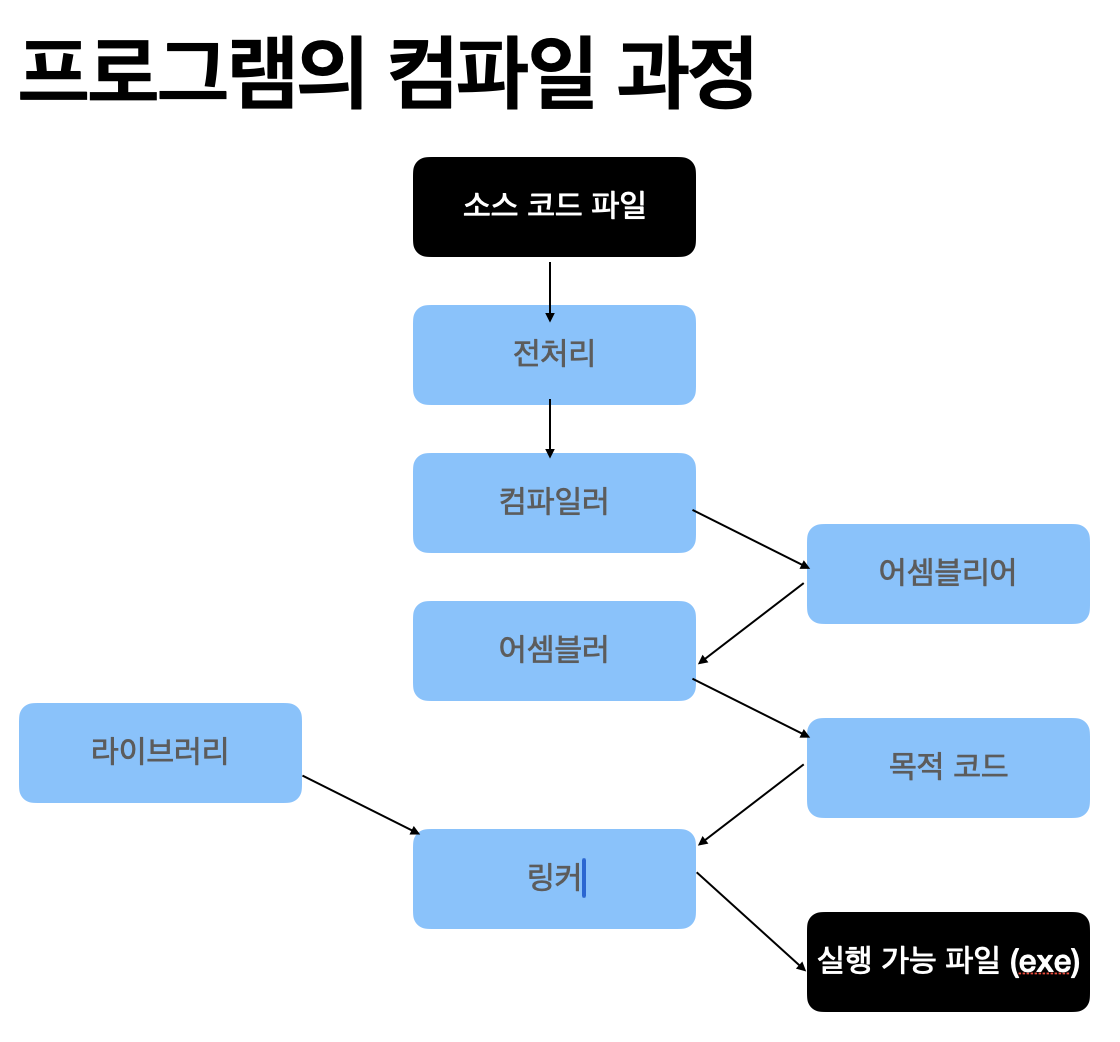 프로그램의 컴파일 과정
소스 코드 파일
전처리
컴파일러
어셈블리어
어셈블러
라이브러리
목적 코드
링커
실행 가능 파일 (exe)